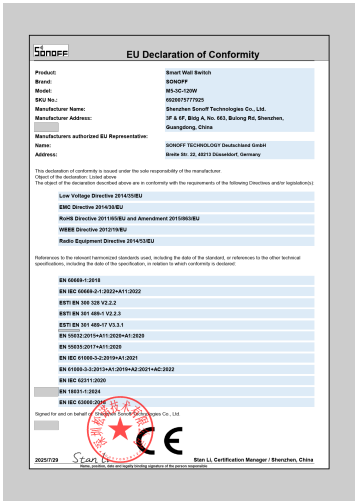 SONOFF
EU Declaration of Conformity
Product: Smart Wall Switch
Brand: SONOFF
Model: M5-3C-120W
SKU No.: 6920075777925
Manufacturer Name: Shenzhen Sonoff Technologies Co., Ltd.
Manufacturer Address: 3F & 6F, Bldg A, No. 663, Bulong Rd, Shenzhen,
Guangdong, China
Manufacturers authorized EU Representative:
Name: SONOFF TECHNOLOGY Deutschland GmbH
Address: Breite Str. 22, 40213 Düsseldorf, Germany
This declaration of conformity is issued under the sole responsibility of the manufacturer.
Object of the declaration: Listed above
The object of the declaration described above are in conformity with the requirements of the following Directives and/or legislation(s):
Low Voltage Directive 2014/35/EU
EMC Directive 2014/30/EU
RoHS Directive 2011/65/EU and Amendment 2015/863/EU
WEEE Directive 2012/19/EU
Radio Equipment Directive 2014/53/EU
References to the relevant harmonized standards used, including the date of the standard, or references to the other technical
specifications, including the date of the specification, in relation to which conformity is declared:
EN 60669-1:2018
EN IEC 60669-2-1:2022+A11:2022
ESTI EN 300 328 V2.2.2
ESTI EN 301 489-1 V2.2.3
ESTI EN 301 489-17 V3.3.1
EN 55032:2015+A11:2020+A1:2020
EN 55035:2017+A11:2020
EN IEC 61000-3-2:2019+A1:2021
EN 61000-3-3:2013+A1:2019+A2:2021+AC:2022
EN IEC 62311:2020
EN 18031-1:2024
EN IEC 63000:2018
Signed for and on behalf of: Shenzhen Sonoff Technologies Co., Ltd.
CE
2025/7/29 Stan Li Stan Li, Certification Manager / Shenzhen, China
Name, position, date and legally binding signature of the person responsible